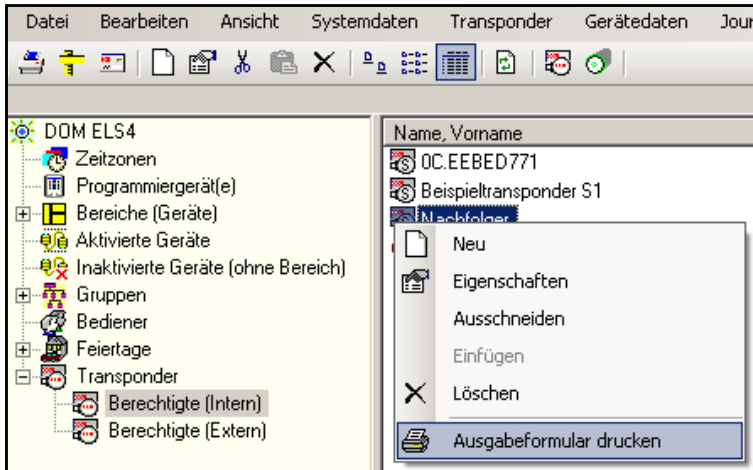 Datei Bearbeiten Ansicht Systemdaten Transponder Gerätedaten Jour
DOM ELS4
Zeitzonen
Programmiergerät(e)
Bereiche (Geräte)
Aktivierte Geräte
Inaktivierte Geräte (ohne Bereich)
Gruppen
Bediener
Feiertage
Transponder
Berechtigte (Intern)
Berechtigte (Extern)
Name, Vorname
0C.EEBED771
Beispieltransponder S1
Nachfolger
Neu
Eigenschaften
Ausschneiden
Einfügen
Löschen
Ausgabeformular drucken